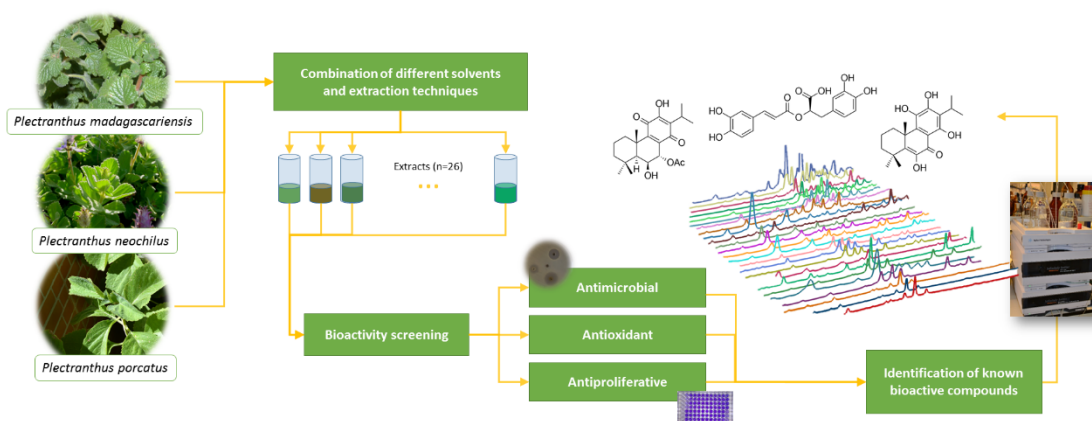 Plectranthus madagascariensis
Plectranthus neochilus
Plectranthus porcatus
Combination of different solvents
and extraction techniques
Extracts (n=26)
Bioactivity screening
Antimicrobial
Antioxidant
Antiproliferative
Identification of known
bioactive compounds
OH
O
O
OAc
OH
H
HO
HO
O
O
O
OH
OH
OH
OH
HO
OH
O
OH